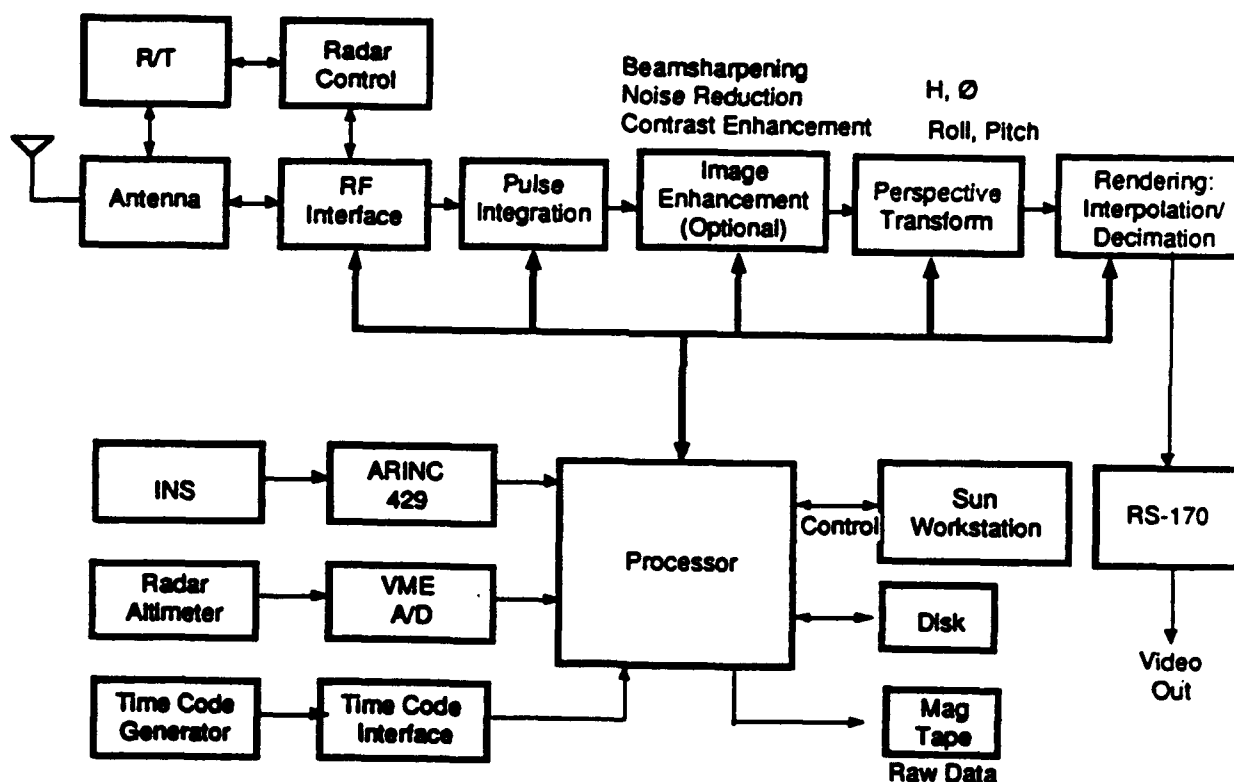 R/T
Radar
Control
Beamsharpening
Noise Reduction
Contrast Enhancement
H, Ø
Roll, Pitch
Antenna
RF
Interface
Pulse
Integration
Image
Enhancement
(Optional)
Perspective
Transform
Rendering:
Interpolation/
Decimation
INS
ARINC
429
Processor
Control
Sun
Workstation
RS-170
Radar
Altimeter
VME
A/D
Disk
Video
Out
Time Code
Generator
Time Code
Interface
Mag
Tape
Raw Data